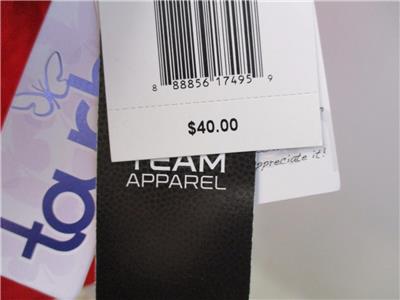 8 88856 17495 9
$40.00
TEAM
APPAREL
appreciate it!